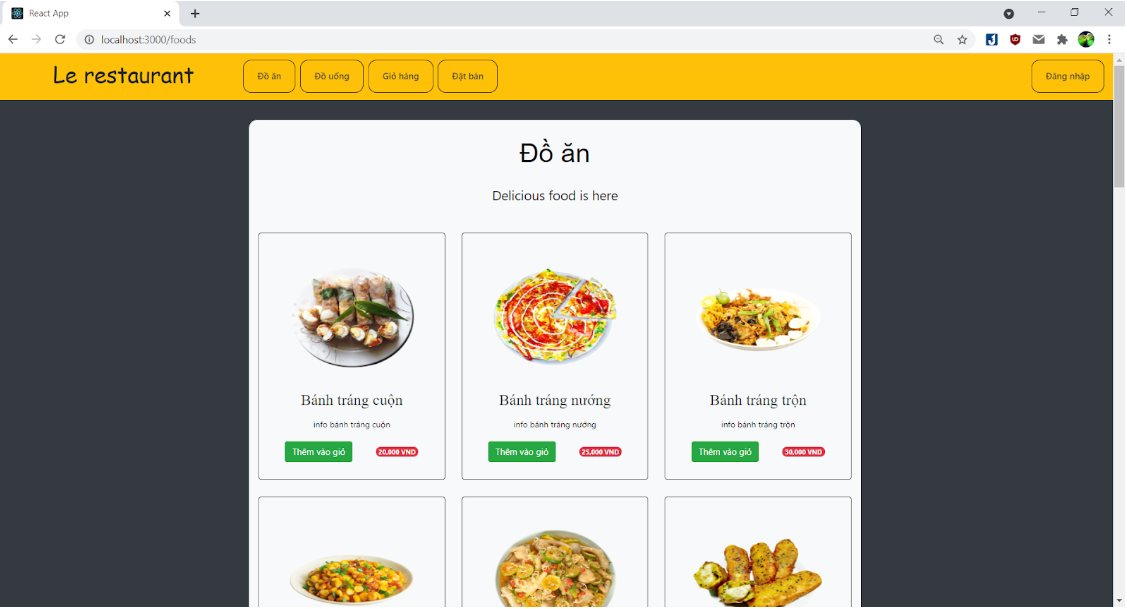 React App
localhost:3000/foods
Le restaurant
Đồ ăn
Đồ uống
Giỏ hàng
Đặt bàn
Đăng nhập
Đồ ăn
Delicious food is here
Bánh tráng cuộn
Bánh tráng nướng
Bánh tráng trộn
info bánh tráng cuộn
info bánh tráng nướng
info bánh tráng trộn
Thêm vào giỏ
20,000 VND
Thêm vào giỏ
25,000 VND
Thêm vào giỏ
30,000 VND